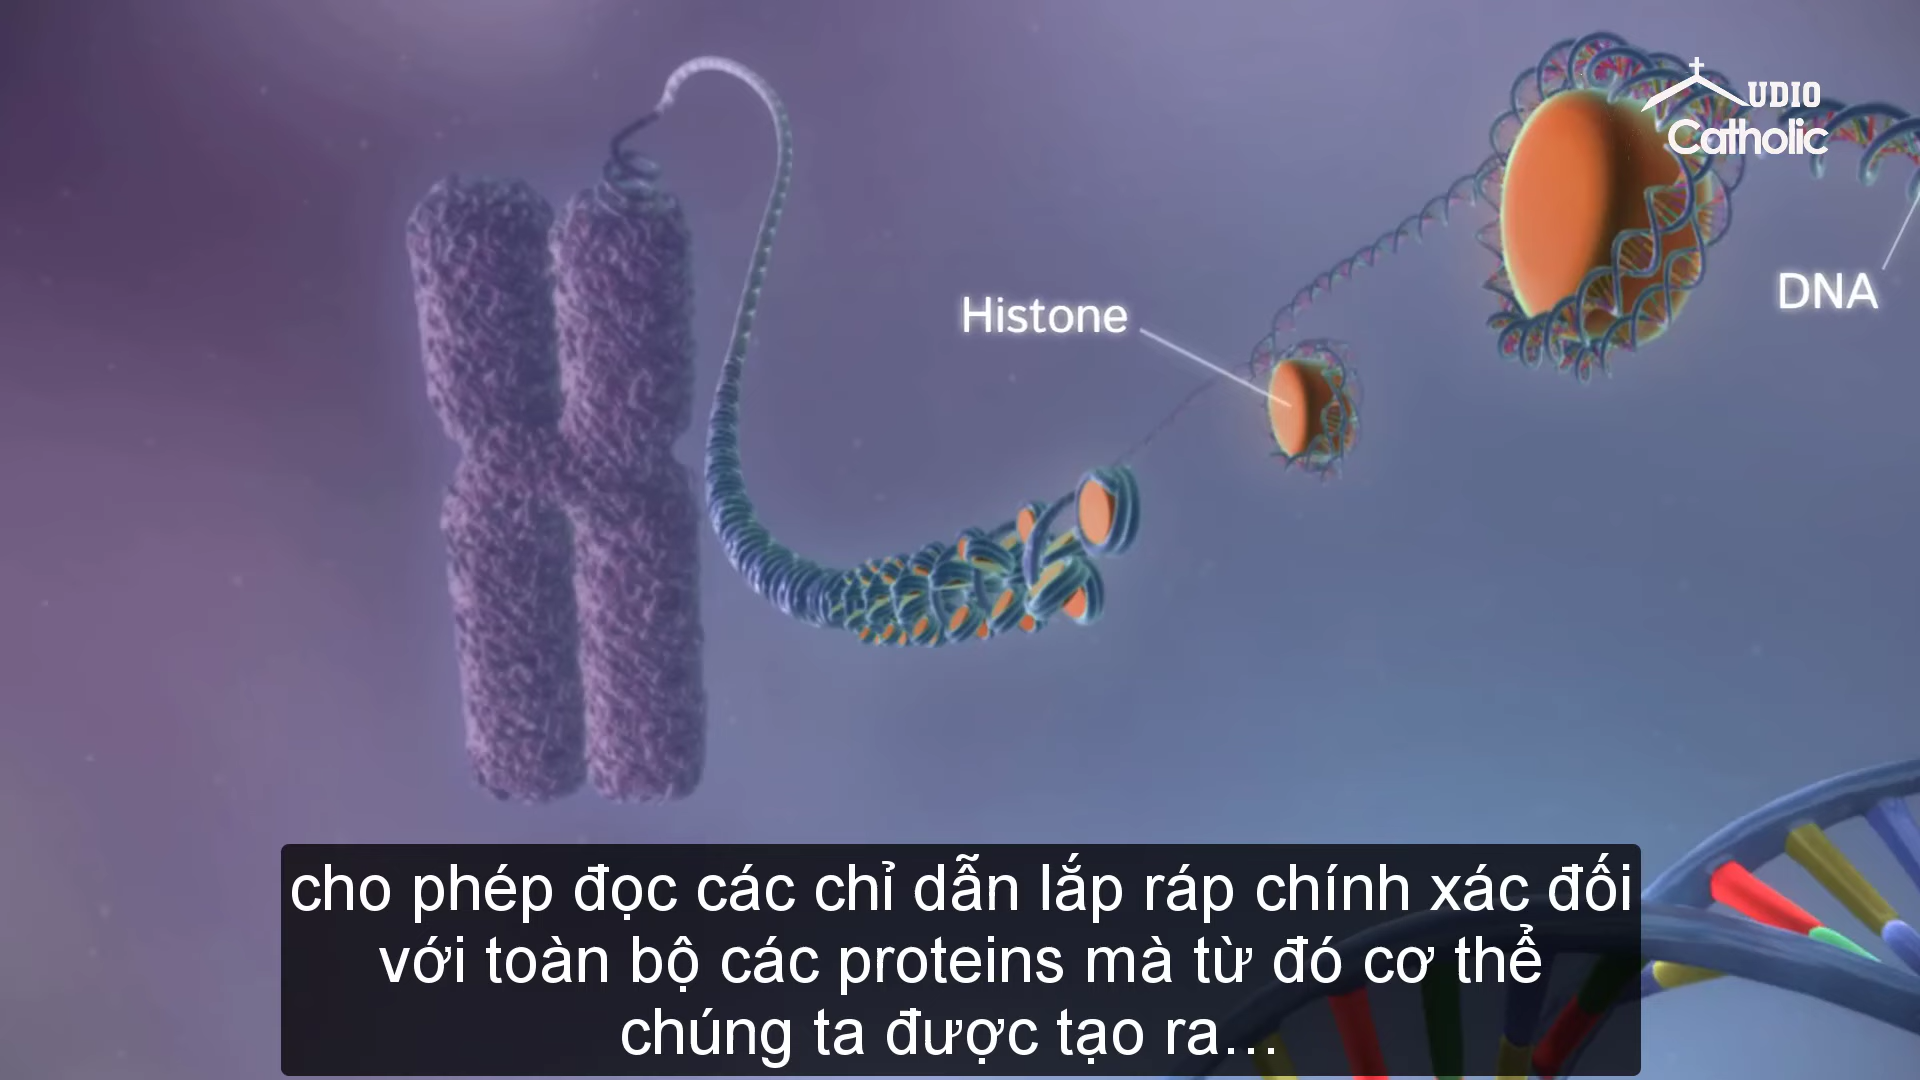 UDIO
Catholic
Histone
DNA
cho phép đọc các chỉ dẫn lắp ráp chính xác đối
với toàn bộ các proteins mà từ đó cơ thể
chúng ta được tạo ra...